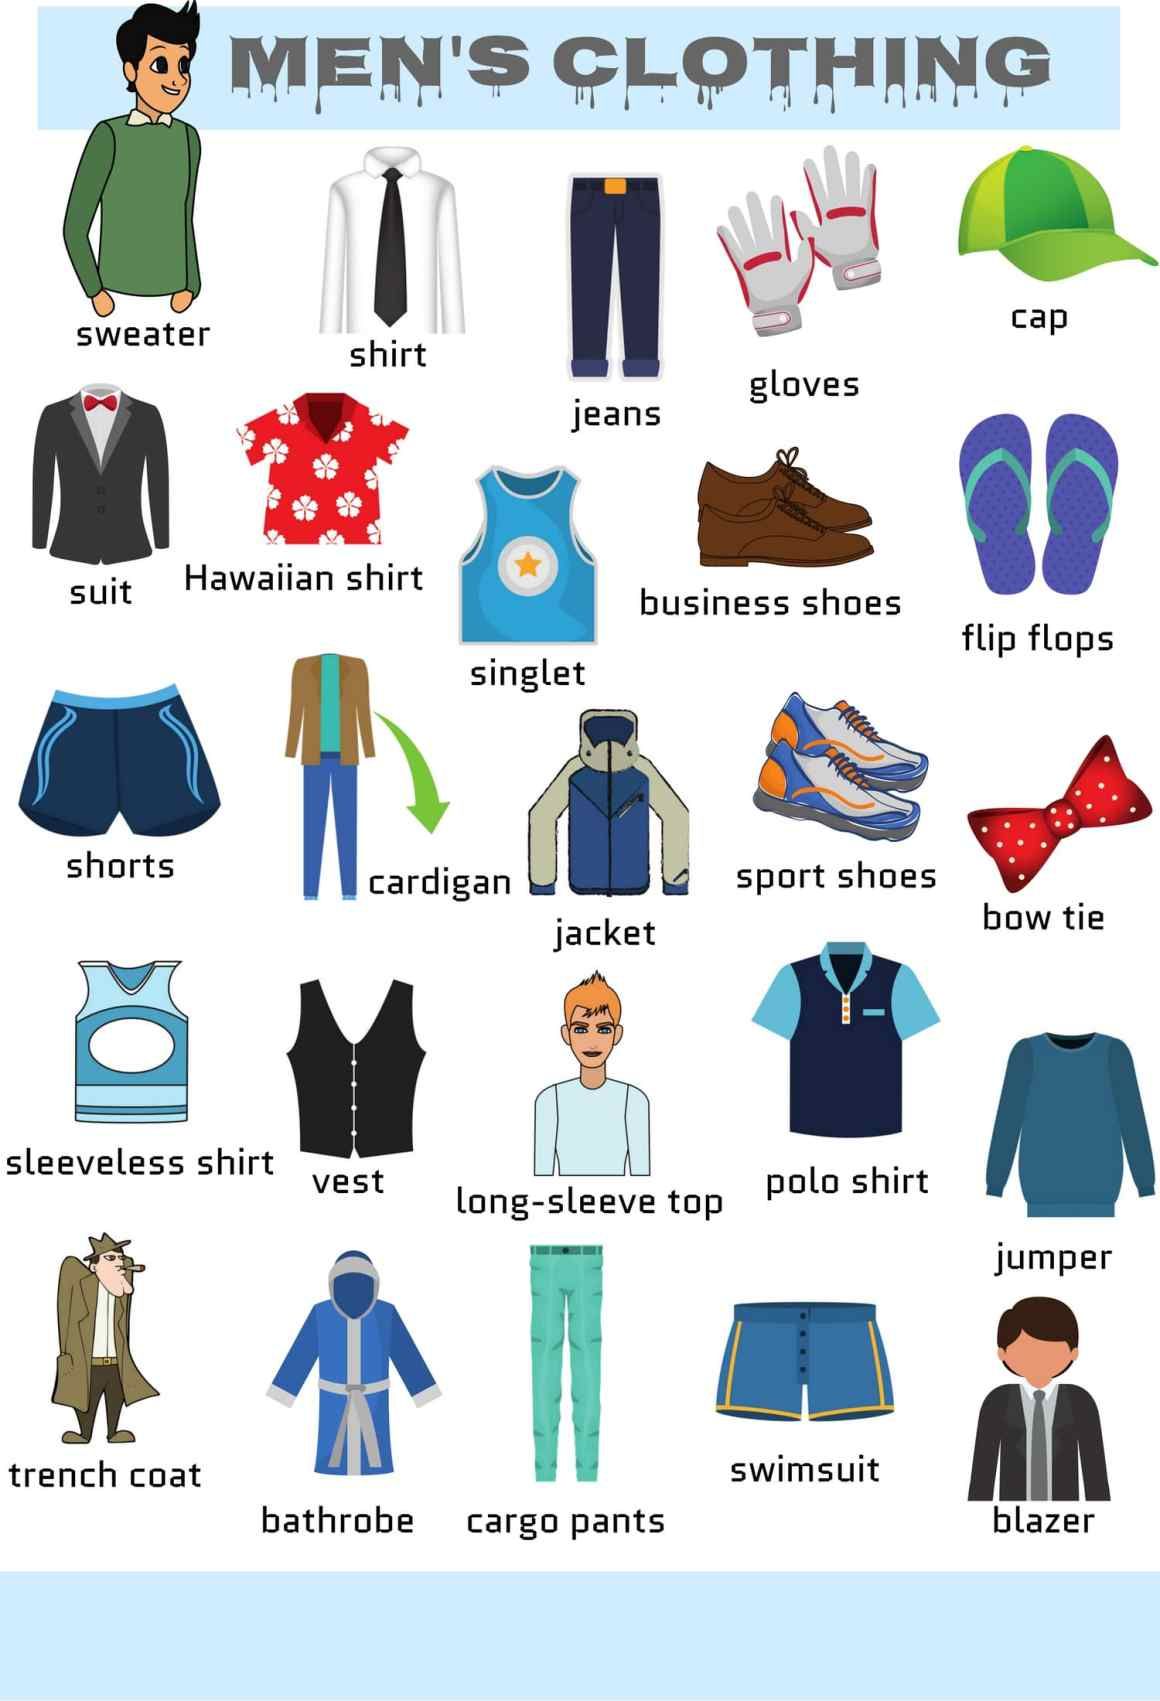 MEN'S CLOTHING
sweater
shirt
jeans
gloves
cap
suit
Hawaiian shirt
singlet
business shoes
flip flops
shorts
cardigan
jacket
sport shoes
bow tie
sleeveless shirt
vest
long-sleeve top
polo shirt
jumper
trench coat
bathrobe
cargo pants
swimsuit
blazer